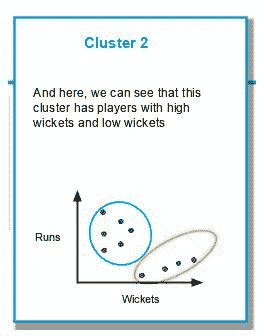 Cluster 2
And here, we can see that this
cluster has players with high
wickets and low wickets
Runs
Wickets